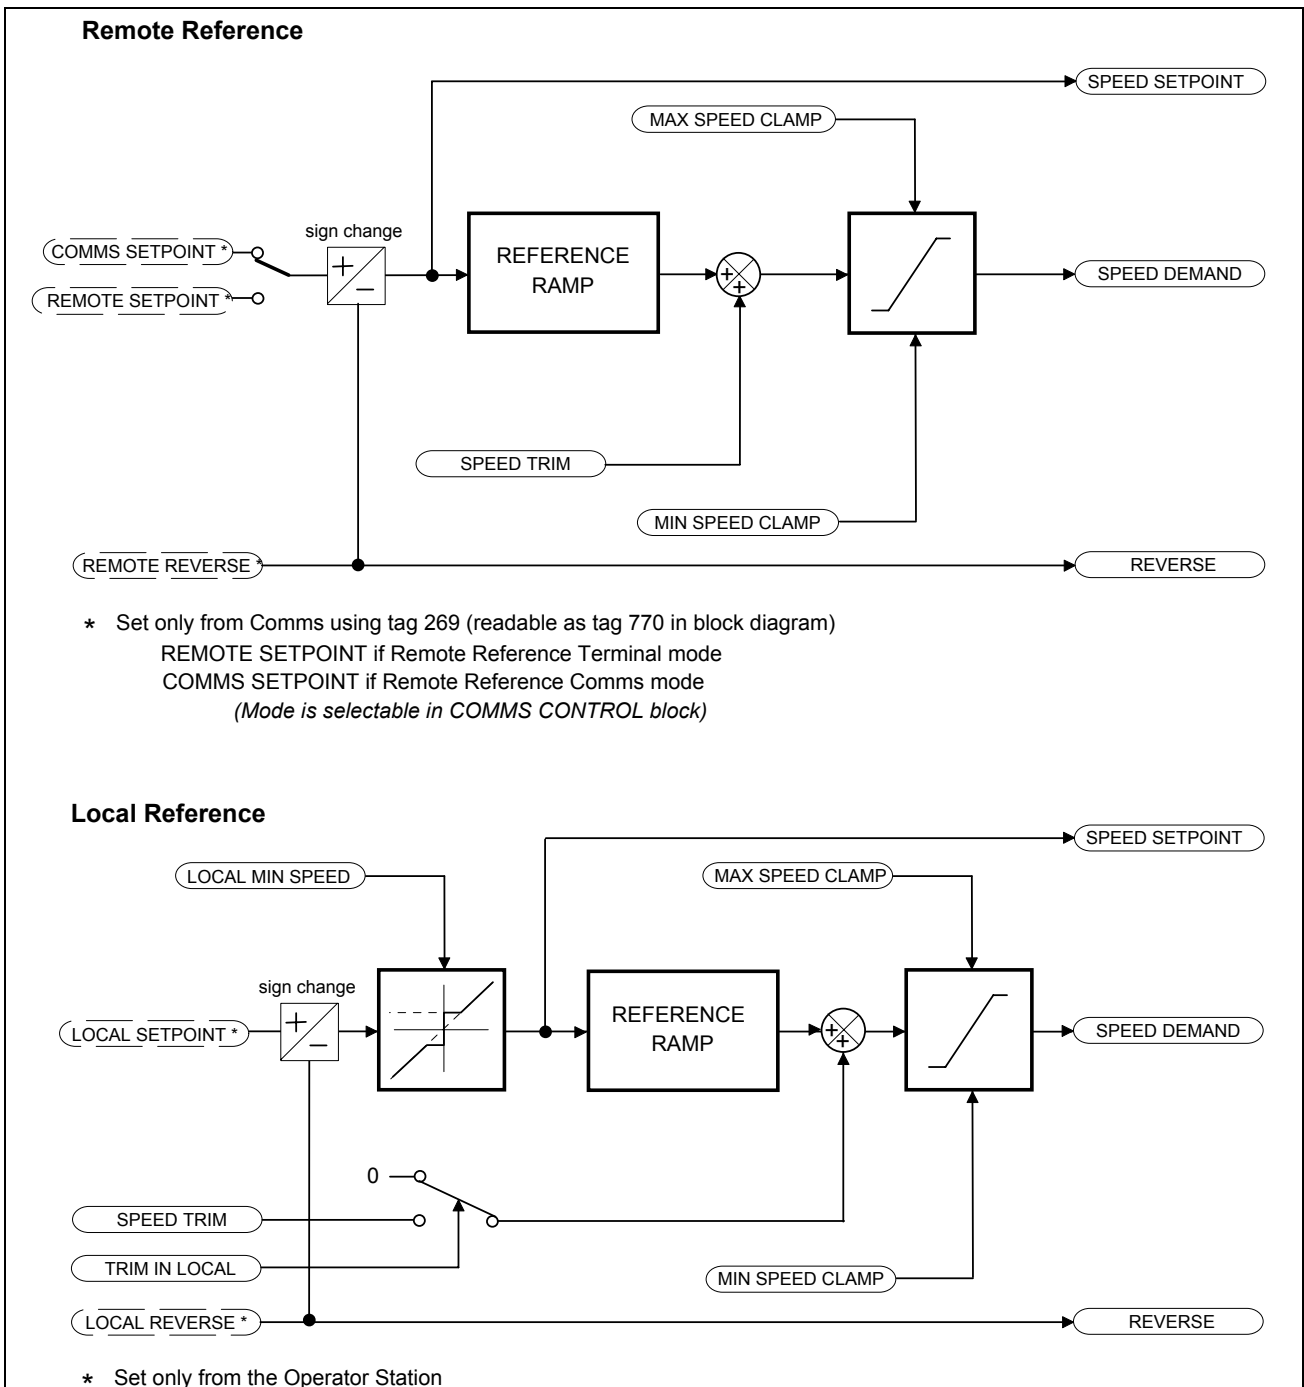 Remote Reference
SPEED SETPOINT
MAX SPEED CLAMP
sign change
COMMS SETPOINT *
+
−
REFERENCE
RAMP
+
+
SPEED DEMAND
REMOTE SETPOINT *
SPEED TRIM
MIN SPEED CLAMP
REMOTE REVERSE *
REVERSE
* Set only from Comms using tag 269 (readable as tag 770 in block diagram)
REMOTE SETPOINT if Remote Reference Terminal mode
COMMS SETPOINT if Remote Reference Comms mode
(Mode is selectable in COMMS CONTROL block)
Local Reference
SPEED SETPOINT
LOCAL MIN SPEED
MAX SPEED CLAMP
sign change
LOCAL SETPOINT *
+
−
REFERENCE
RAMP
+
+
SPEED DEMAND
0
SPEED TRIM
TRIM IN LOCAL
MIN SPEED CLAMP
LOCAL REVERSE *
REVERSE
* Set only from the Operator Station